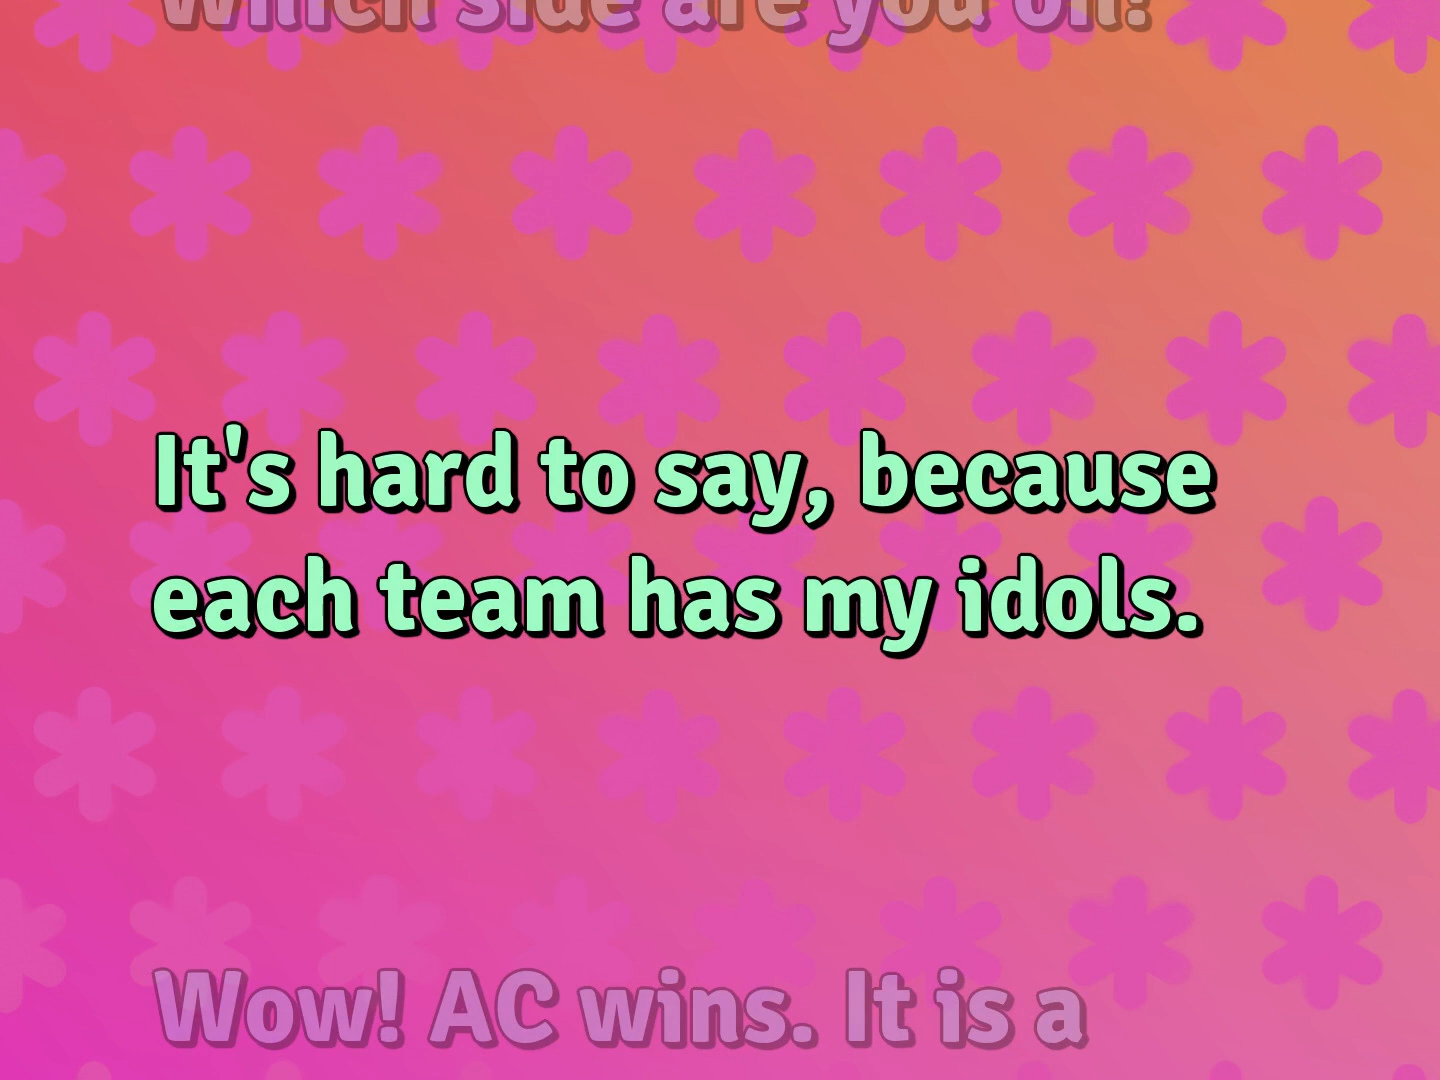 Which side are you on?
It's hard to say, because
each team has my idols.
Wow! AC wins. It is a